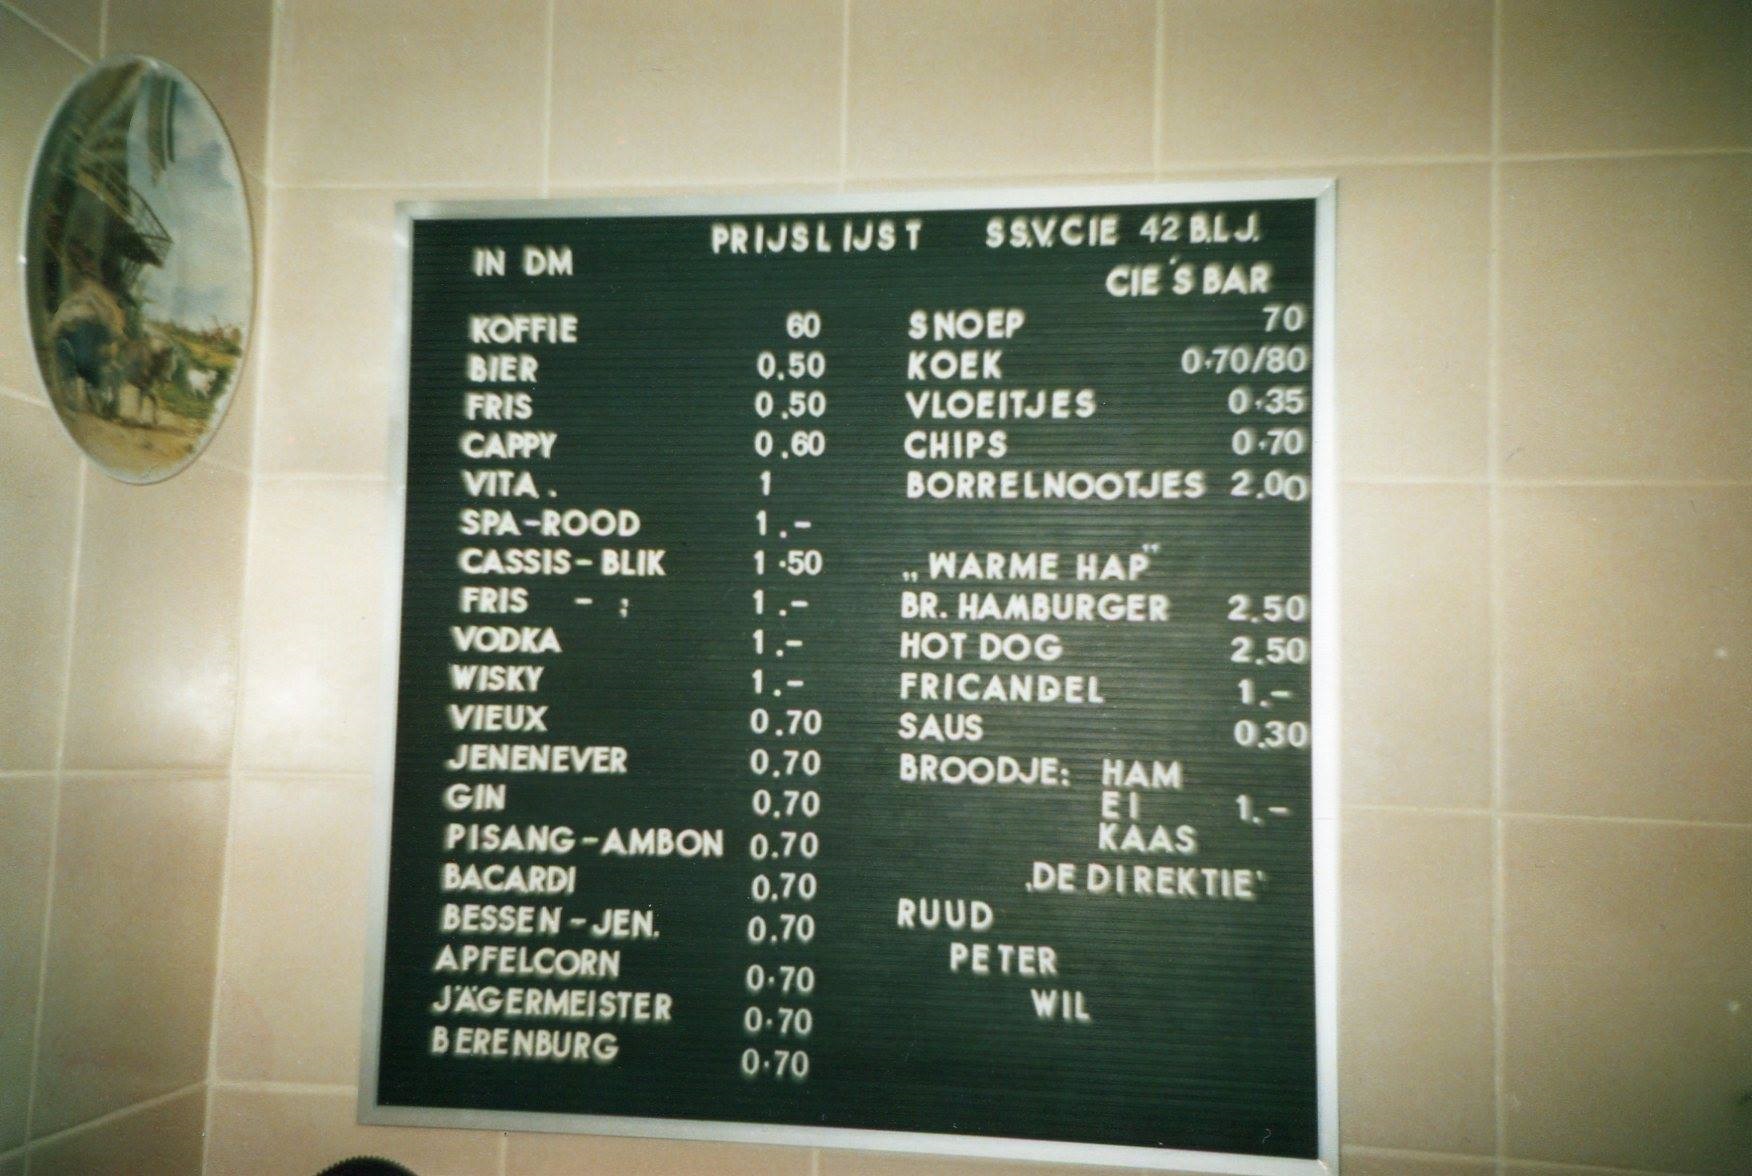 PRIJSLIJST SSV.CIE 42 B.L.J.
IN DM
CIE'S BAR
KOFFIE 60
BIER 0.50
FRIS 0.50
CAPPY 0.60
VITA. 1
SPA-ROOD 1.-
CASSIS-BLIK 1.50
FRIS - ; 1.-
VODKA 1.-
WISKY 1.-
VIEUX 0.70
JENENEVER 0.70
GIN 0.70
PISANG-AMBON 0.70
BACARDI 0.70
BESSEN-JEN. 0.70
APFELCORN 0.70
JÄGERMEISTER 0.70
BERENBURG 0.70
SNOEP 70
KOEK 0.70/80
VLOEITJES 0.35
CHIPS 0.70
BORRELNOOTJES 2.00
„WARME HAP"
BR. HAMBURGER 2.50
HOT DOG 2.50
FRICANDEL 1.-
SAUS 0.30
BROODJE: HAM
EI 1.-
KAAS
'DE DIREKTIE'
RUUD
PETER
WIL